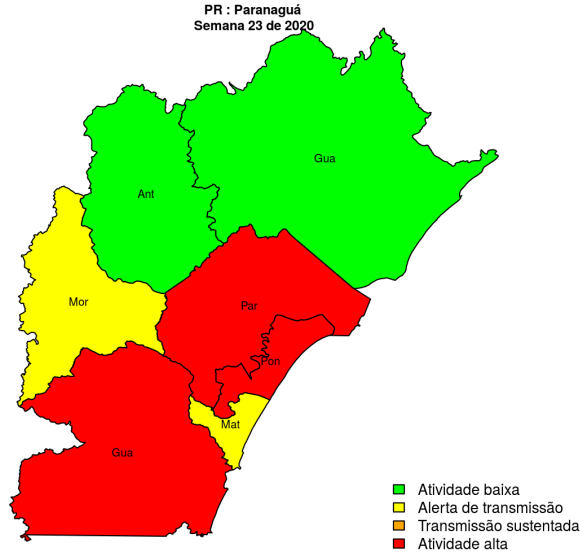 PR : Paranaguá
Semana 23 de 2020
Gua
Ant
Mor
Par
Pon
Mat
Gua
Atividade baixa
Alerta de transmissão
Transmissão sustentada
Atividade alta